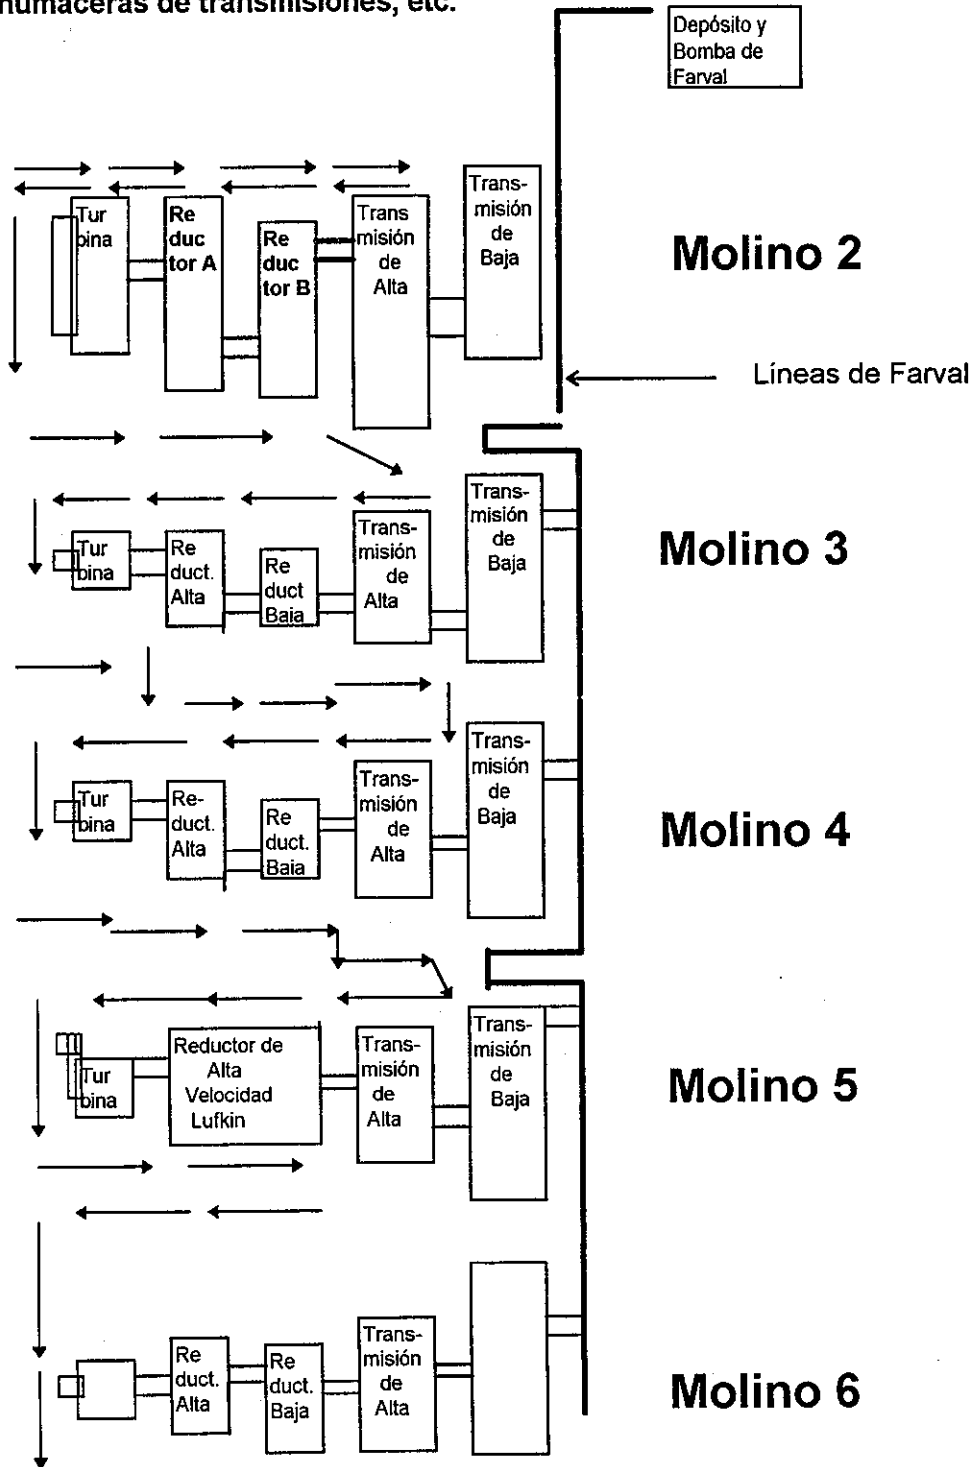 humaceras de transmisiones, etc.
Depósito y
Bomba de
Farval
Tur
bina
Re
duc
tor A
Re
duc
tor B
Trans
misión
de
Alta
Trans-
misión
de
Baja
Molino 2
Líneas de Farval
Tur
bina
Re
duct.
Alta
Re
duct
Baja
Trans-
misión
de
Alta
Trans-
misión
de
Baja
Molino 3
Tur
bina
Re-
duct.
Alta
Re
duct.
Baja
Trans-
misión
de
Alta
Trans-
misión
de
Baja
Molino 4
Tur
bina
Reductor de
Alta
Velocidad
Lufkin
Trans-
misión
de
Alta
Trans-
misión
de
Baja
Molino 5
Re
duct.
Alta
Re
duct.
Baja
Trans-
misión
de
Alta
Molino 6